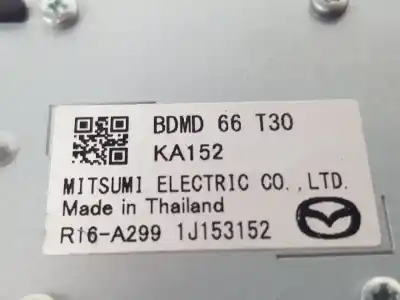 BDMD 66 T30
KA152
MITSUMI ELECTRIC CO.,LTD.
Made in Thailand
R16-A299 1J153152